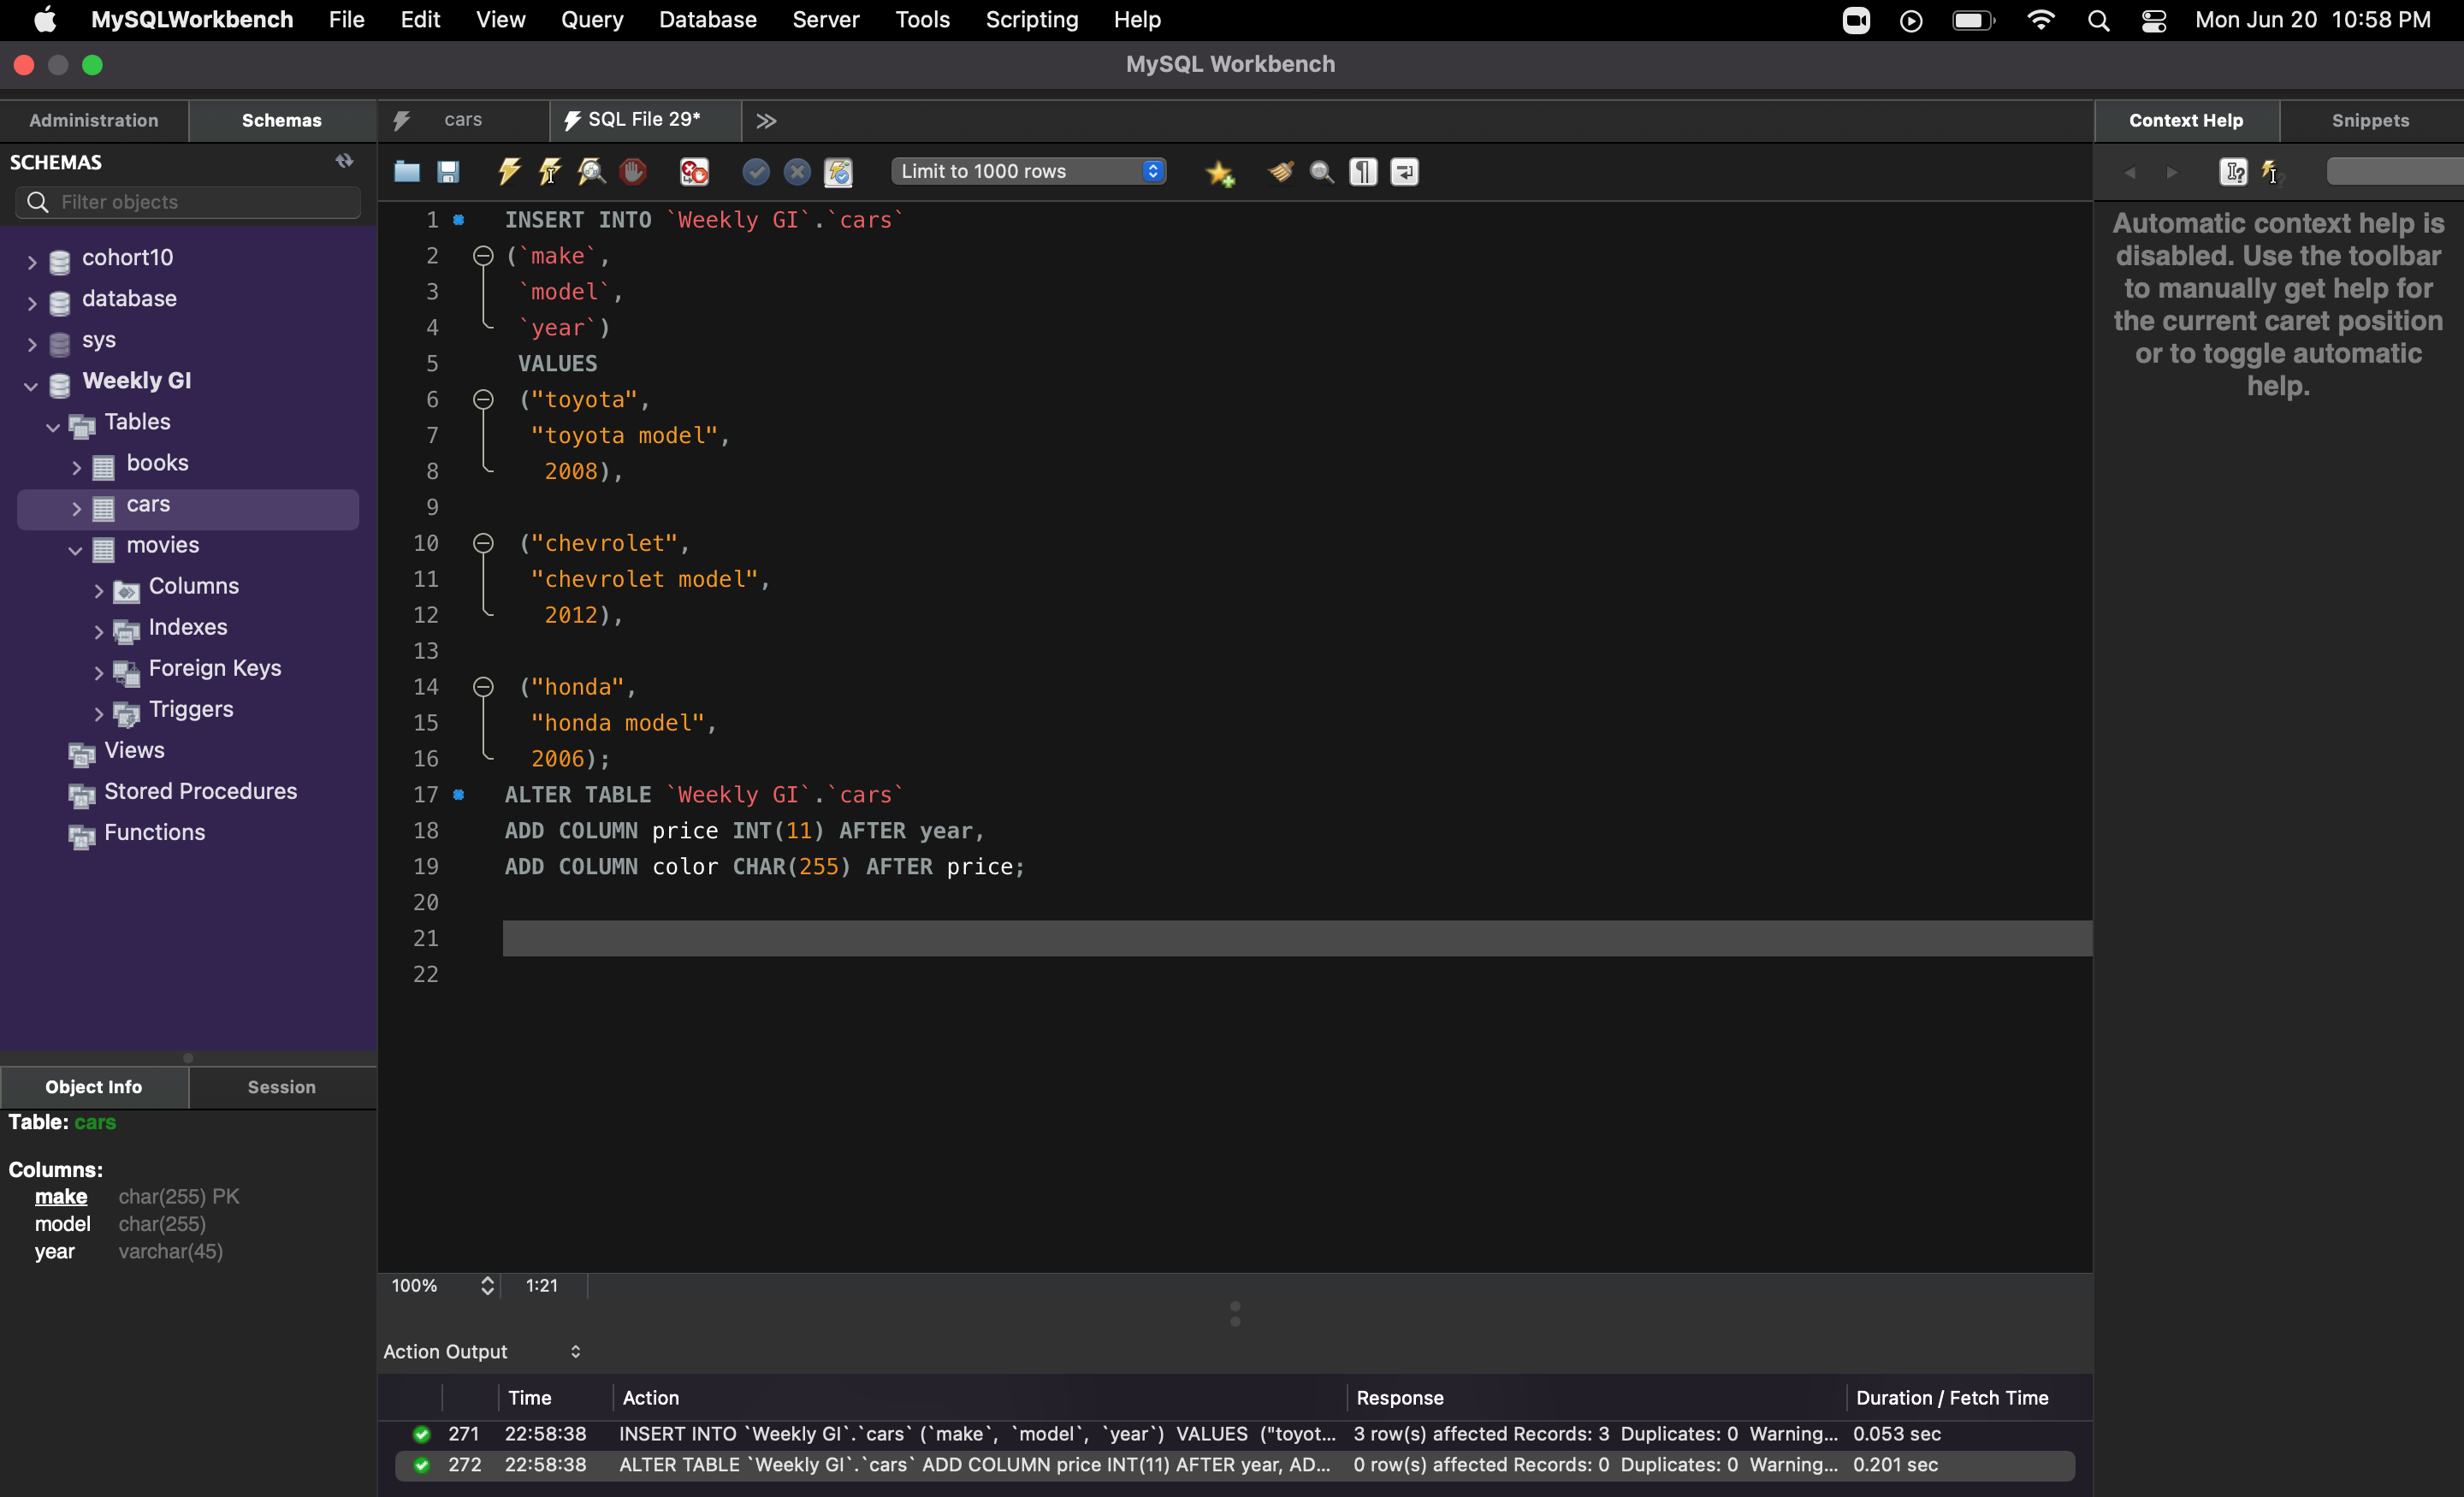 MySQLWorkbench File Edit View Query Database Server Tools Scripting Help Mon Jun 20 10:58 PM
MySQL Workbench
Administration Schemas cars SQL File 29* Context Help Snippets
SCHEMAS Limit to 1000 rows
Filter objects
cohort10
database
sys
Weekly GI
Tables
books
cars
movies
Columns
Indexes
Foreign Keys
Triggers
Views
Stored Procedures
Functions
1 INSERT INTO `Weekly GI`.`cars`
2 (`make`,
3 `model`,
4 `year`)
5 VALUES
6 ("toyota",
7 "toyota model",
8 2008),
9
10 ("chevrolet",
11 "chevrolet model",
12 2012),
13
14 ("honda",
15 "honda model",
16 2006);
17 ALTER TABLE `Weekly GI`.`cars`
18 ADD COLUMN price INT(11) AFTER year,
19 ADD COLUMN color CHAR(255) AFTER price;
20
21
22
Automatic context help is
disabled. Use the toolbar
to manually get help for
the current caret position
or to toggle automatic
help.
Object Info Session
Table: cars
Columns:
make char(255) PK
model char(255)
year varchar(45)
100% 1:21
Action Output
Time Action Response Duration / Fetch Time
271 22:58:38 INSERT INTO `Weekly GI`.`cars` (`make`, `model`, `year`) VALUES ("toyot... 3 row(s) affected Records: 3 Duplicates: 0 Warning... 0.053 sec
272 22:58:38 ALTER TABLE `Weekly GI`.`cars` ADD COLUMN price INT(11) AFTER year, AD... 0 row(s) affected Records: 0 Duplicates: 0 Warning... 0.201 sec